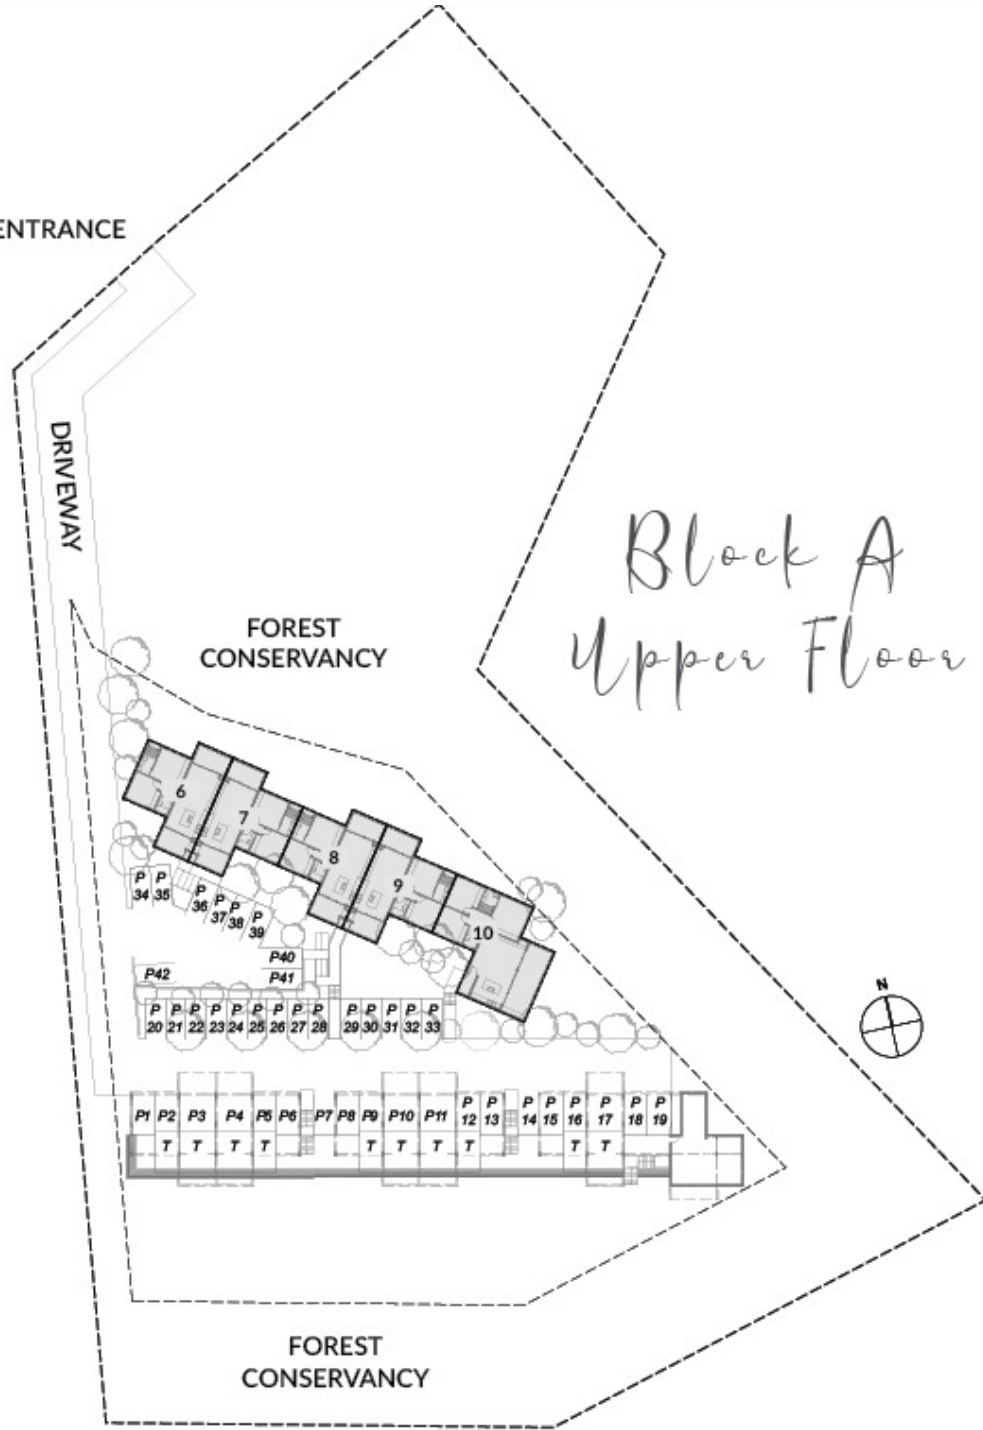 ENTRANCE
DRIVEWAY
Block A
Upper Floor
FOREST
CONSERVANCY
6
7
8
9
10
P 34
P 35
P 36
P 37
P 38
P 39
P40
P41
P42
P 20
P 21
P 22
P 23
P 24
P 25
P 26
P 27
P 28
P 29
P 30
P 31
P 32
P 33
N
P1 P2 P3 P4 P5 P6 P7 P8 P9 P10 P11 P 12 P 13 P 14 P 15 P 16 P 17 P 18 P 19
T T T T T T T T T T
FOREST
CONSERVANCY